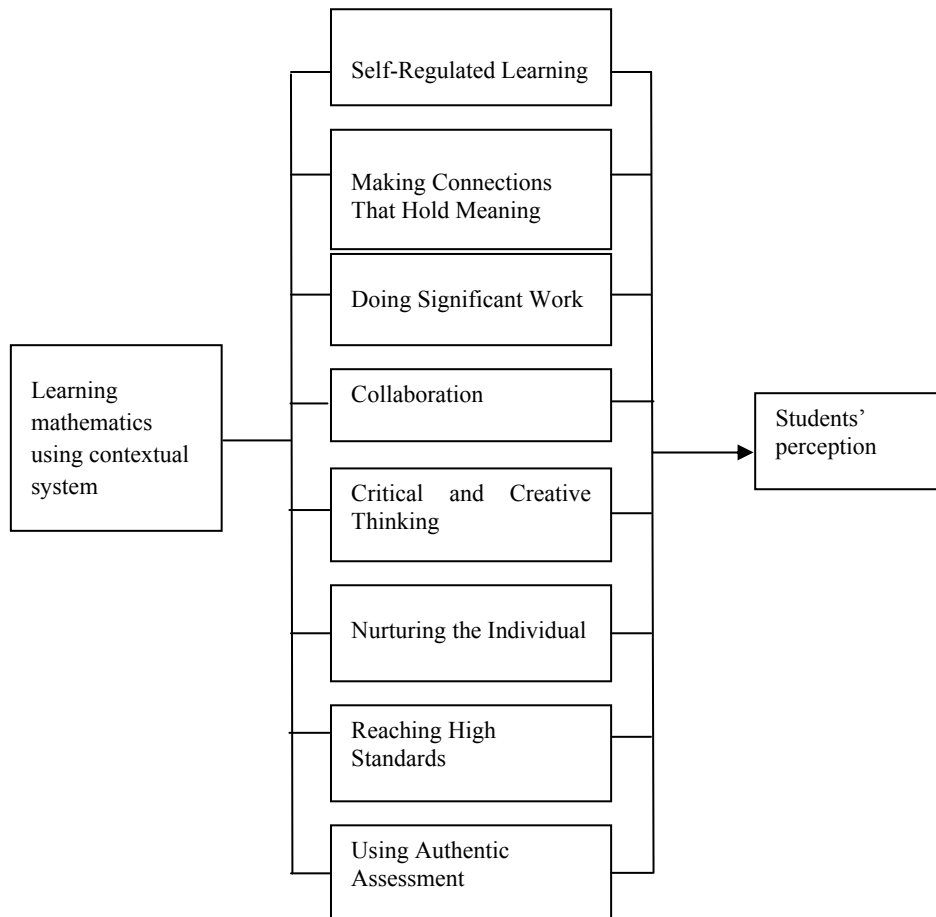 Self-Regulated Learning
Making Connections
That Hold Meaning
Doing Significant Work
Learning
mathematics
using contextual
system
Collaboration
Students’
perception
Critical and Creative
Thinking
Nurturing the Individual
Reaching High
Standards
Using Authentic
Assessment